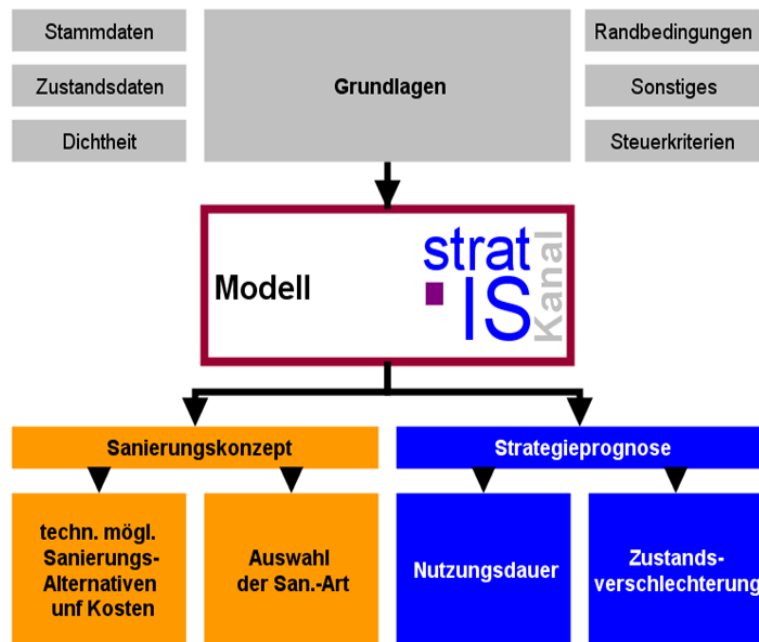 Stammdaten
Zustandsdaten
Dichtheit
Grundlagen
Randbedingungen
Sonstiges
Steuerkriterien
Modell
strat
IS
Kanal
Sanierungskonzept
Strategieprognose
techn. mögl.
Sanierungs-
Alternativen
unf Kosten
Auswahl
der San.-Art
Nutzungsdauer
Zustands-
verschlechterung